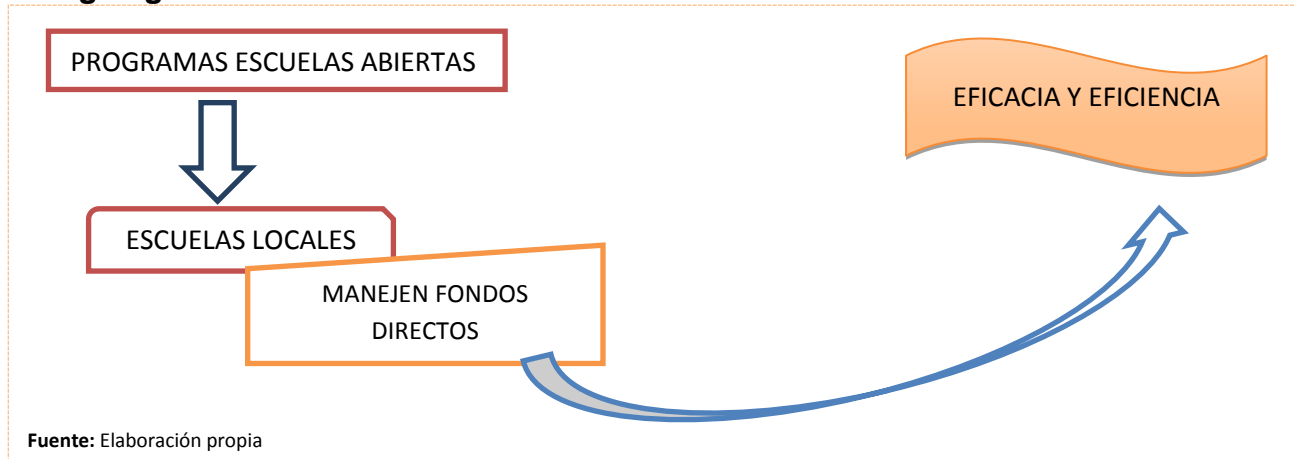 PROGRAMAS ESCUELAS ABIERTAS
EFICACIA Y EFICIENCIA
ESCUELAS LOCALES
MANEJEN FONDOS
DIRECTOS
Fuente: Elaboración propia